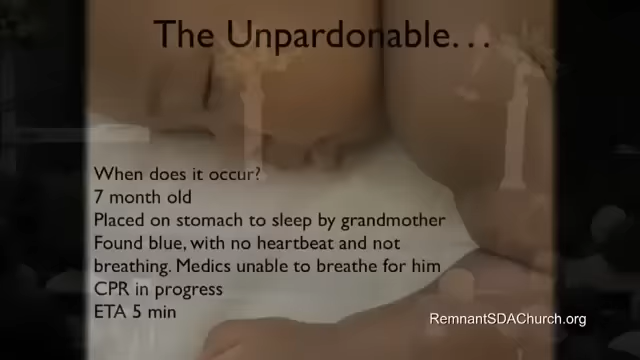 The Unpardonable...
When does it occur?
7 month old
Placed on stomach to sleep by grandmother
Found blue, with no heartbeat and not
breathing. Medics unable to breathe for him
CPR in progress
ETA 5 min
RemnantSDAChurch.org